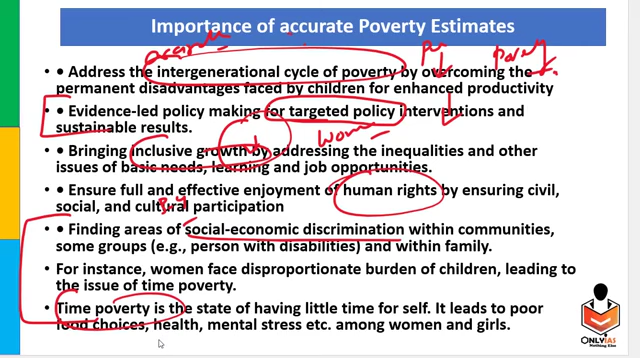 Importance of accurate Poverty Estimates
• • Address the intergenerational cycle of poverty by overcoming the
permanent disadvantages faced by children for enhanced productivity
• • Evidence-led policy making for targeted policy interventions and
sustainable results.
• • Bringing inclusive growth by addressing the inequalities and other
issues of basic needs, learning and job opportunities.
• • Ensure full and effective enjoyment of human rights by ensuring civil,
social, and cultural participation
• • Finding areas of social-economic discrimination within communities,
some groups (e.g., person with disabilities) and within family.
• For instance, women face disproportionate burden of children, leading to
the issue of time poverty.
• Time poverty is the state of having little time for self. It leads to poor
food choices, health, mental stress etc. among women and girls.
ONLYIAS
Nothing Else